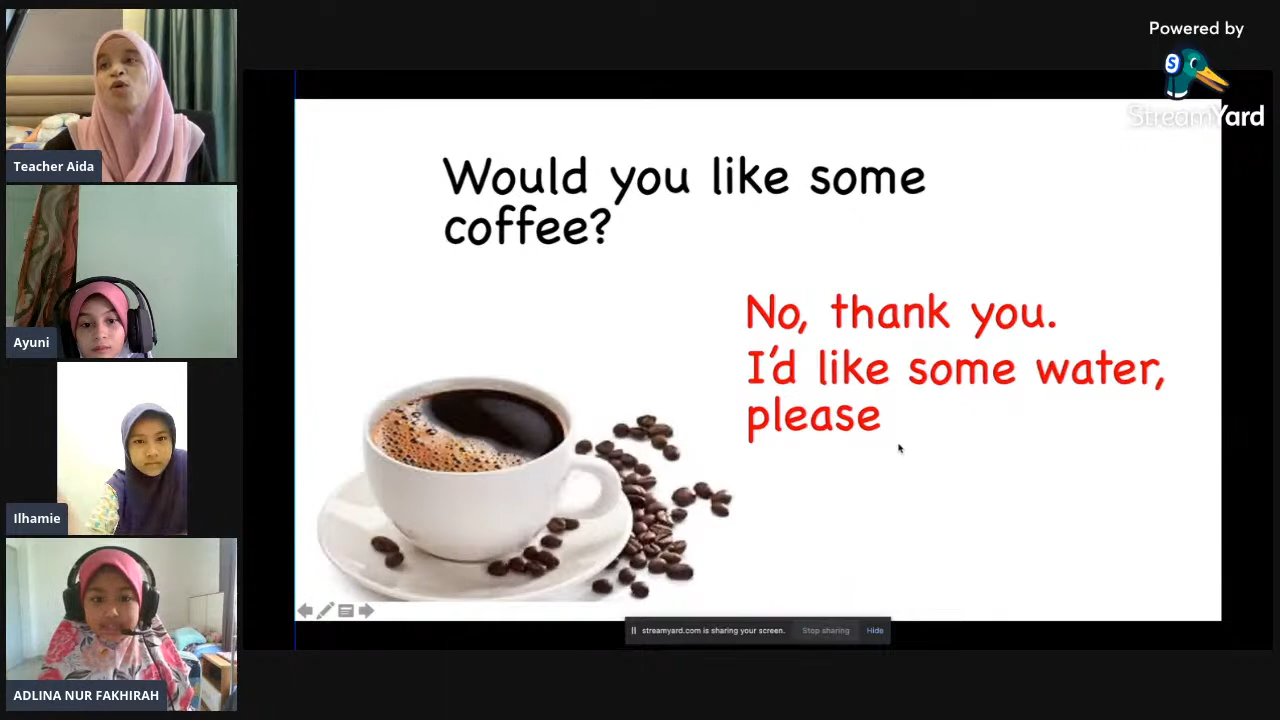 Powered by
StreamYard
Teacher Aida
Ayuni
Ilhamie
ADLINA NUR FAKHIRAH
Would you like some
coffee?
No, thank you.
I'd like some water,
please
streamyard.com is sharing your screen. Stop sharing Hide